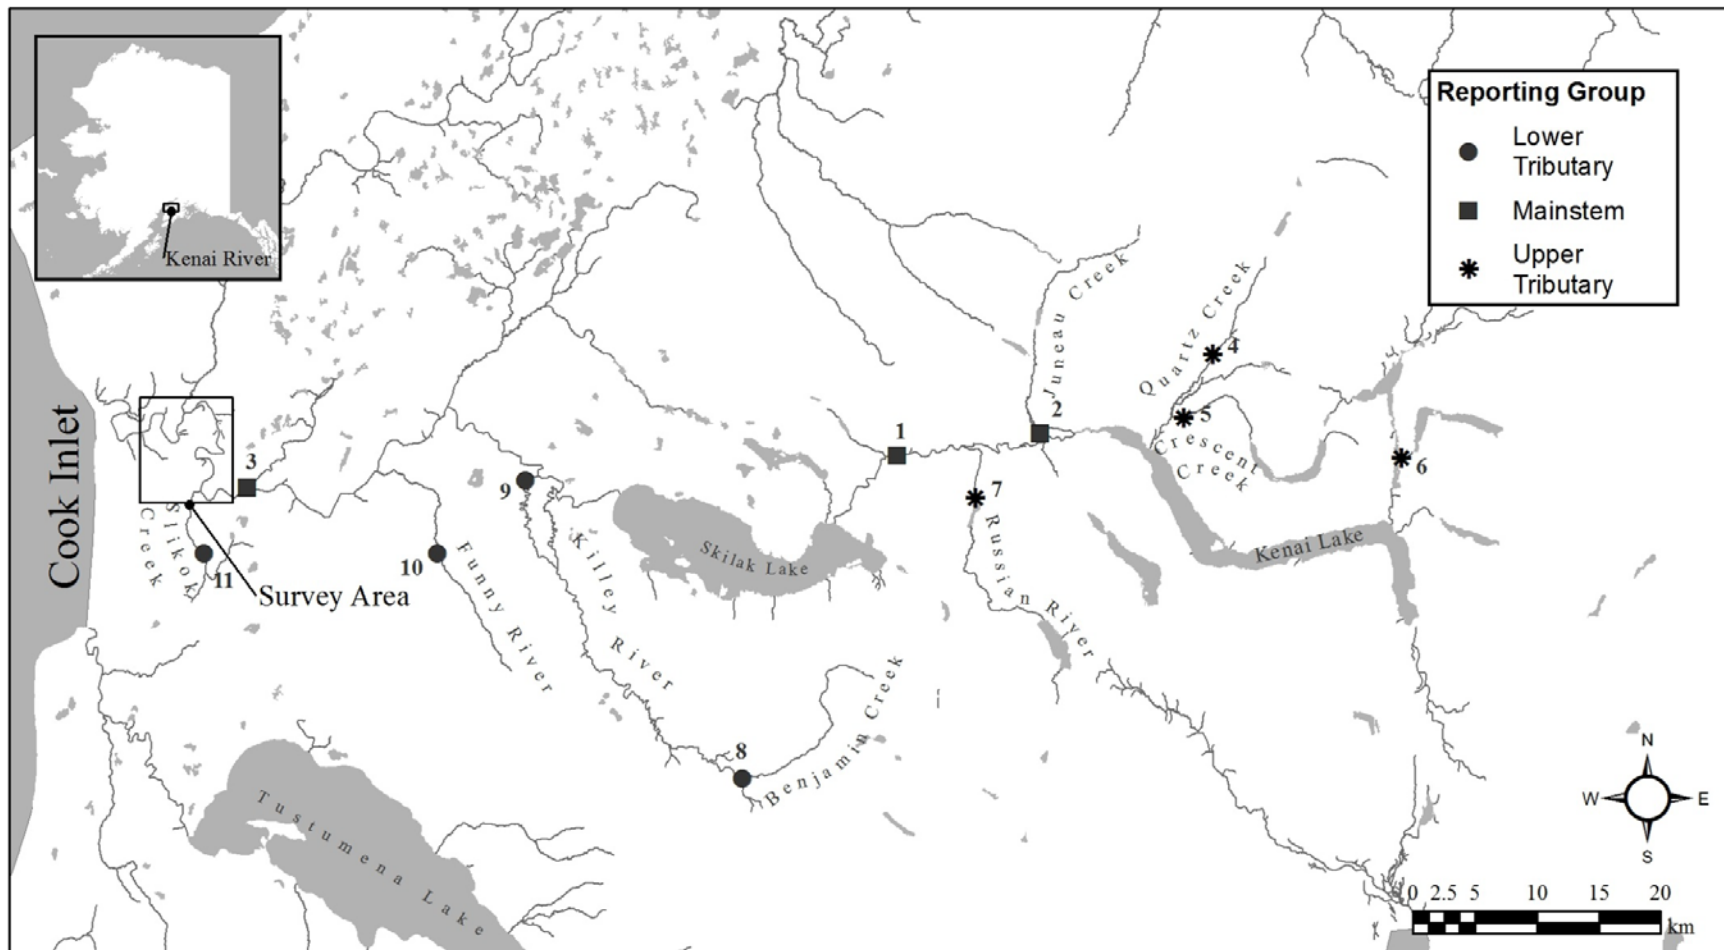 Kenai River
Reporting Group
Lower
Tributary
Mainstem
Upper
Tributary
Juneau Creek
Quartz Creek
4
5
Crescent
Creek
6
2
1
3
7
9
10
11
8
Cook Inlet
Slikok
Creek
Survey Area
Funny River
Killey River
Skilak Lake
Russian River
Kenai Lake
Benjamin Creek
Tustumena Lake
N
W E
S
0 2.5 5 10 15 20
km